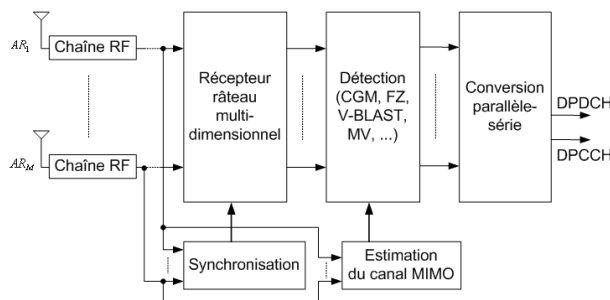 AR1
Chaîne RF
Récepteur
râteau
multi-
dimensionnel
Détection
(CGM, FZ,
V-BLAST,
MV, ...)
Conversion
parallèle-
série
DPDCH
DPCCH
ARM
Chaîne RF
Synchronisation
Estimation
du canal MIMO